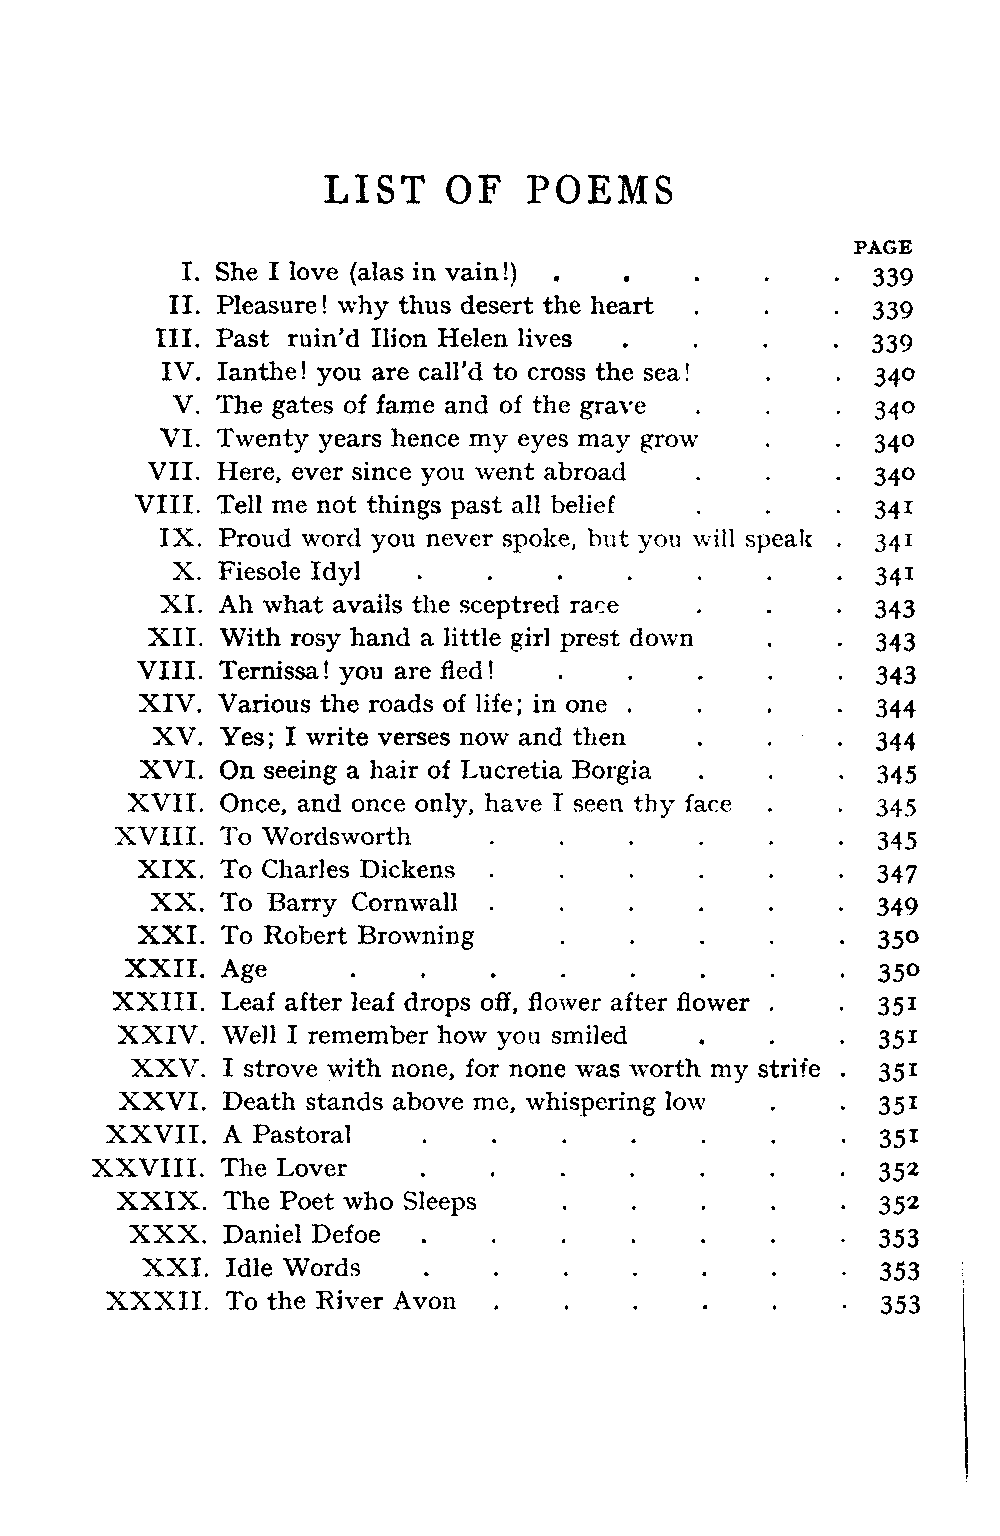 LIST OF POEMS
PAGE
I. She I love (alas in vain!) . . . . . 339
II. Pleasure! why thus desert the heart . . . 339
III. Past ruin'd Ilion Helen lives . . . . 339
IV. Ianthe! you are call'd to cross the sea! . . 340
V. The gates of fame and of the grave . . . 340
VI. Twenty years hence my eyes may grow . . 340
VII. Here, ever since you went abroad . . . 340
VIII. Tell me not things past all belief . . . 341
IX. Proud word you never spoke, but you will speak . 341
X. Fiesole Idyl . . . . . . . 341
XI. Ah what avails the sceptred race . . . 343
XII. With rosy hand a little girl prest down . . 343
VIII. Ternissa! you are fled! . . . . . 343
XIV. Various the roads of life; in one . . . . 344
XV. Yes; I write verses now and then . . . 344
XVI. On seeing a hair of Lucretia Borgia . . . 345
XVII. Once, and once only, have I seen thy face . . 345
XVIII. To Wordsworth . . . . . . 345
XIX. To Charles Dickens . . . . . . 347
XX. To Barry Cornwall . . . . . . 349
XXI. To Robert Browning . . . . . 350
XXII. Age . . . . . . . . 350
XXIII. Leaf after leaf drops off, flower after flower . . 351
XXIV. Well I remember how you smiled . . . 351
XXV. I strove with none, for none was worth my strife . 351
XXVI. Death stands above me, whispering low . . 351
XXVII. A Pastoral . . . . . . . 351
XXVIII. The Lover . . . . . . . 352
XXIX. The Poet who Sleeps . . . . . 352
XXX. Daniel Defoe . . . . . . . 353
XXI. Idle Words . . . . . . . 353
XXXII. To the River Avon . . . . . . 353